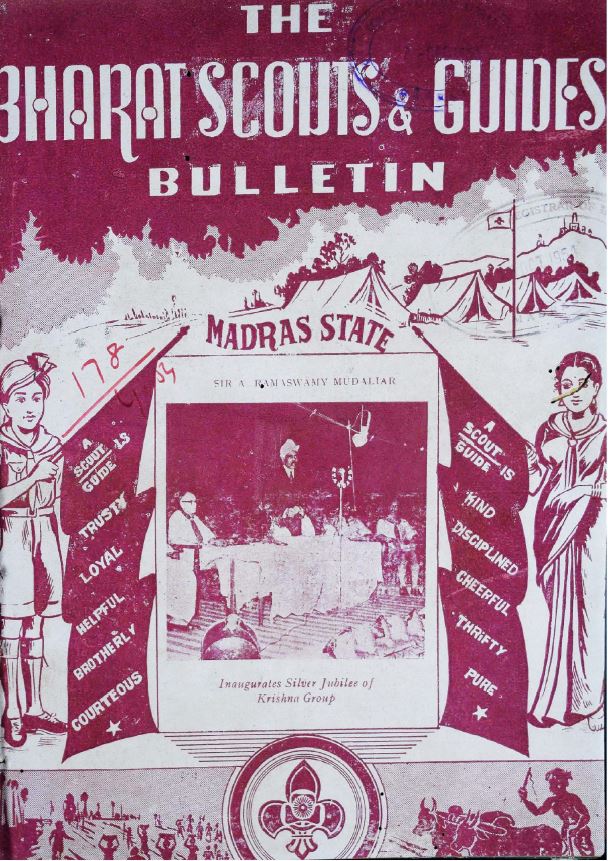 THE
BHARAT SCOUTS & GUIDES
BULLETIN
MADRAS STATE
SIR A. RAMASWAMY MUDALIAR
178
A
SCOUT
GUIDE
IS
TRUSTY
LOYAL
HELPFUL
BROTHERLY
COURTEOUS
A
SCOUT
GUIDE
IS
KIND
DISCIPLINED
CHEERFUL
THRIFTY
PURE
Inaugurates Silver Jubilee of
Krishna Group